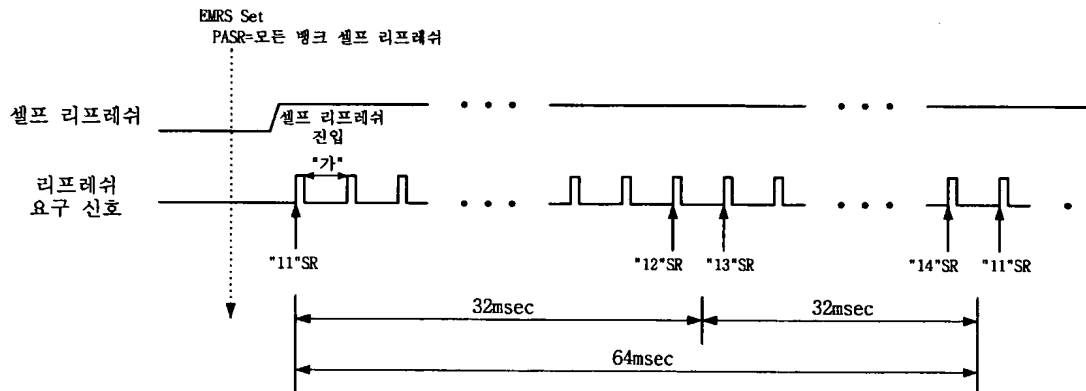 EMRS Set
PASR=모든 뱅크 셀프 리프레쉬
셀프 리프레쉬
셀프 리프레쉬
진입
"가"
리프레쉬
요구 신호
• • •
• • •
• • •
• • •
•
"11"SR
"12"SR
"13"SR
"14"SR
"11"SR
32msec
32msec
64msec